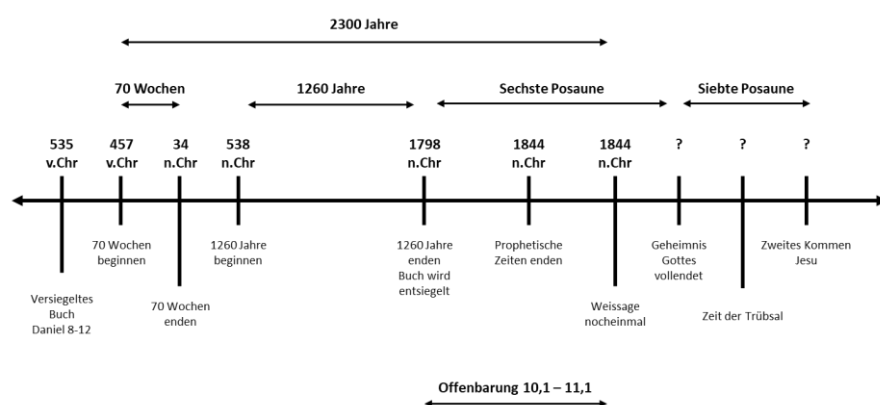 2300 Jahre
70 Wochen
1260 Jahre
Sechste Posaune
Siebte Posaune
535
v.Chr
457
v.Chr
34
n.Chr
538
n.Chr
1798
n.Chr
1844
n.Chr
1844
n.Chr
?
?
?
70 Wochen
beginnen
1260 Jahre
beginnen
1260 Jahre
enden
Buch wird
entsiegelt
Prophetische
Zeiten enden
Geheimnis
Gottes
vollendet
Zweites Kommen
Jesu
Versiegeltes
Buch
Daniel 8-12
70 Wochen
enden
Weissage
nocheinmal
Zeit der Trübsal
Offenbarung 10,1 – 11,1